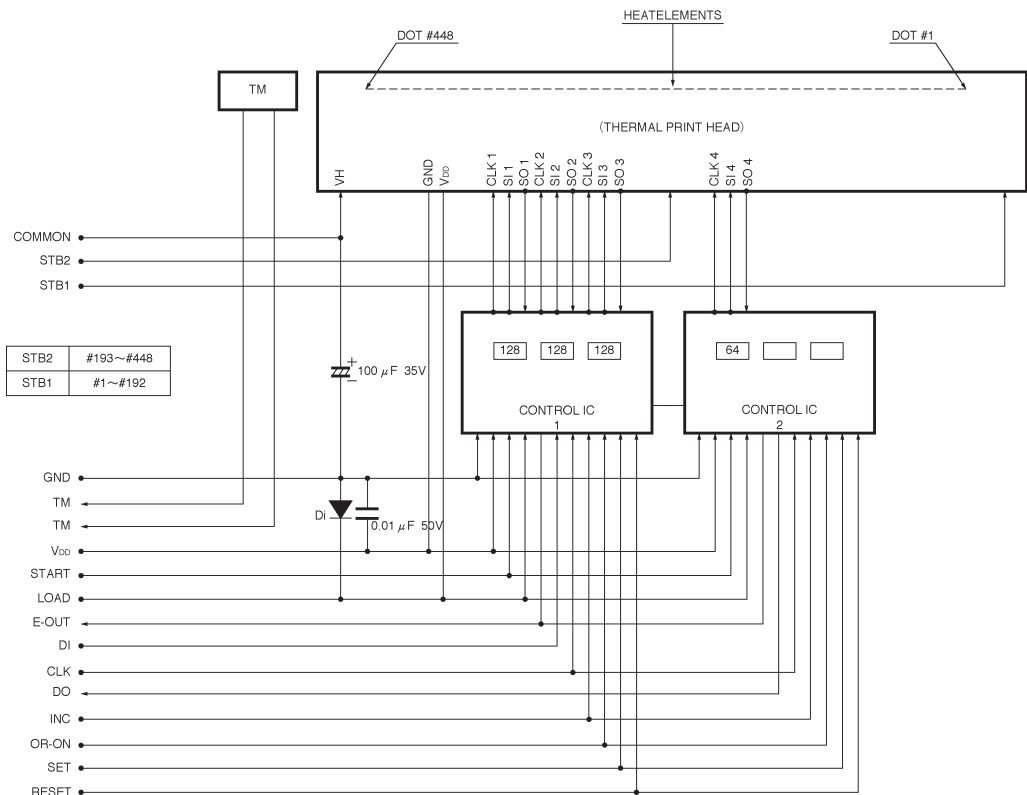 HEATELEMENTS
DOT #448
DOT #1
TM
(THERMAL PRINT HEAD)
VH
GND
VDD
CLK 1
SI 1
SO 1
CLK 2
SI 2
SO 2
CLK 3
SI 3
SO 3
CLK 4
SI 4
SO 4
COMMON
STB2
STB1
128 128 128
64
STB2 #193~#448
STB1 #1~#192
+
100 μF 35V
−
CONTROL IC
1
CONTROL IC
2
GND
TM
Di
0.01 μF 50V
TM
VDD
START
LOAD
E-OUT
DI
CLK
DO
INC
OR-ON
SET
RESET